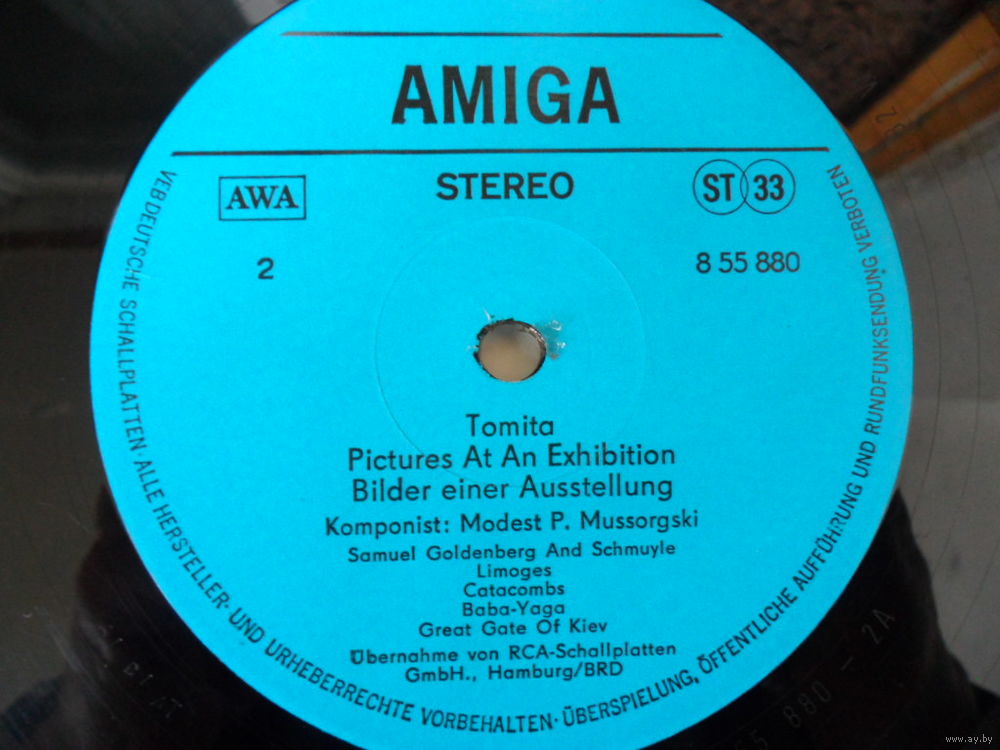 AMIGA
AWA
STEREO
ST 33
2
8 55 880
Tomita
Pictures At An Exhibition
Bilder einer Ausstellung
Komponist: Modest P. Mussorgski
Samuel Goldenberg And Schmuyle
Limoges
Catacombs
Baba-Yaga
Great Gate Of Kiev
Übernahme von RCA-Schallplatten
GmbH., Hamburg/BRD
VEB DEUTSCHE SCHALLPLATTEN · ALLE HERSTELLER- UND URHEBERRECHTE VORBEHALTEN · ÜBERSPIELUNG, ÖFFENTLICHE AUFFÜHRUNG UND RUNDFUNKSENDUNG VERBOTEN
880 - 2A
www.ay.by